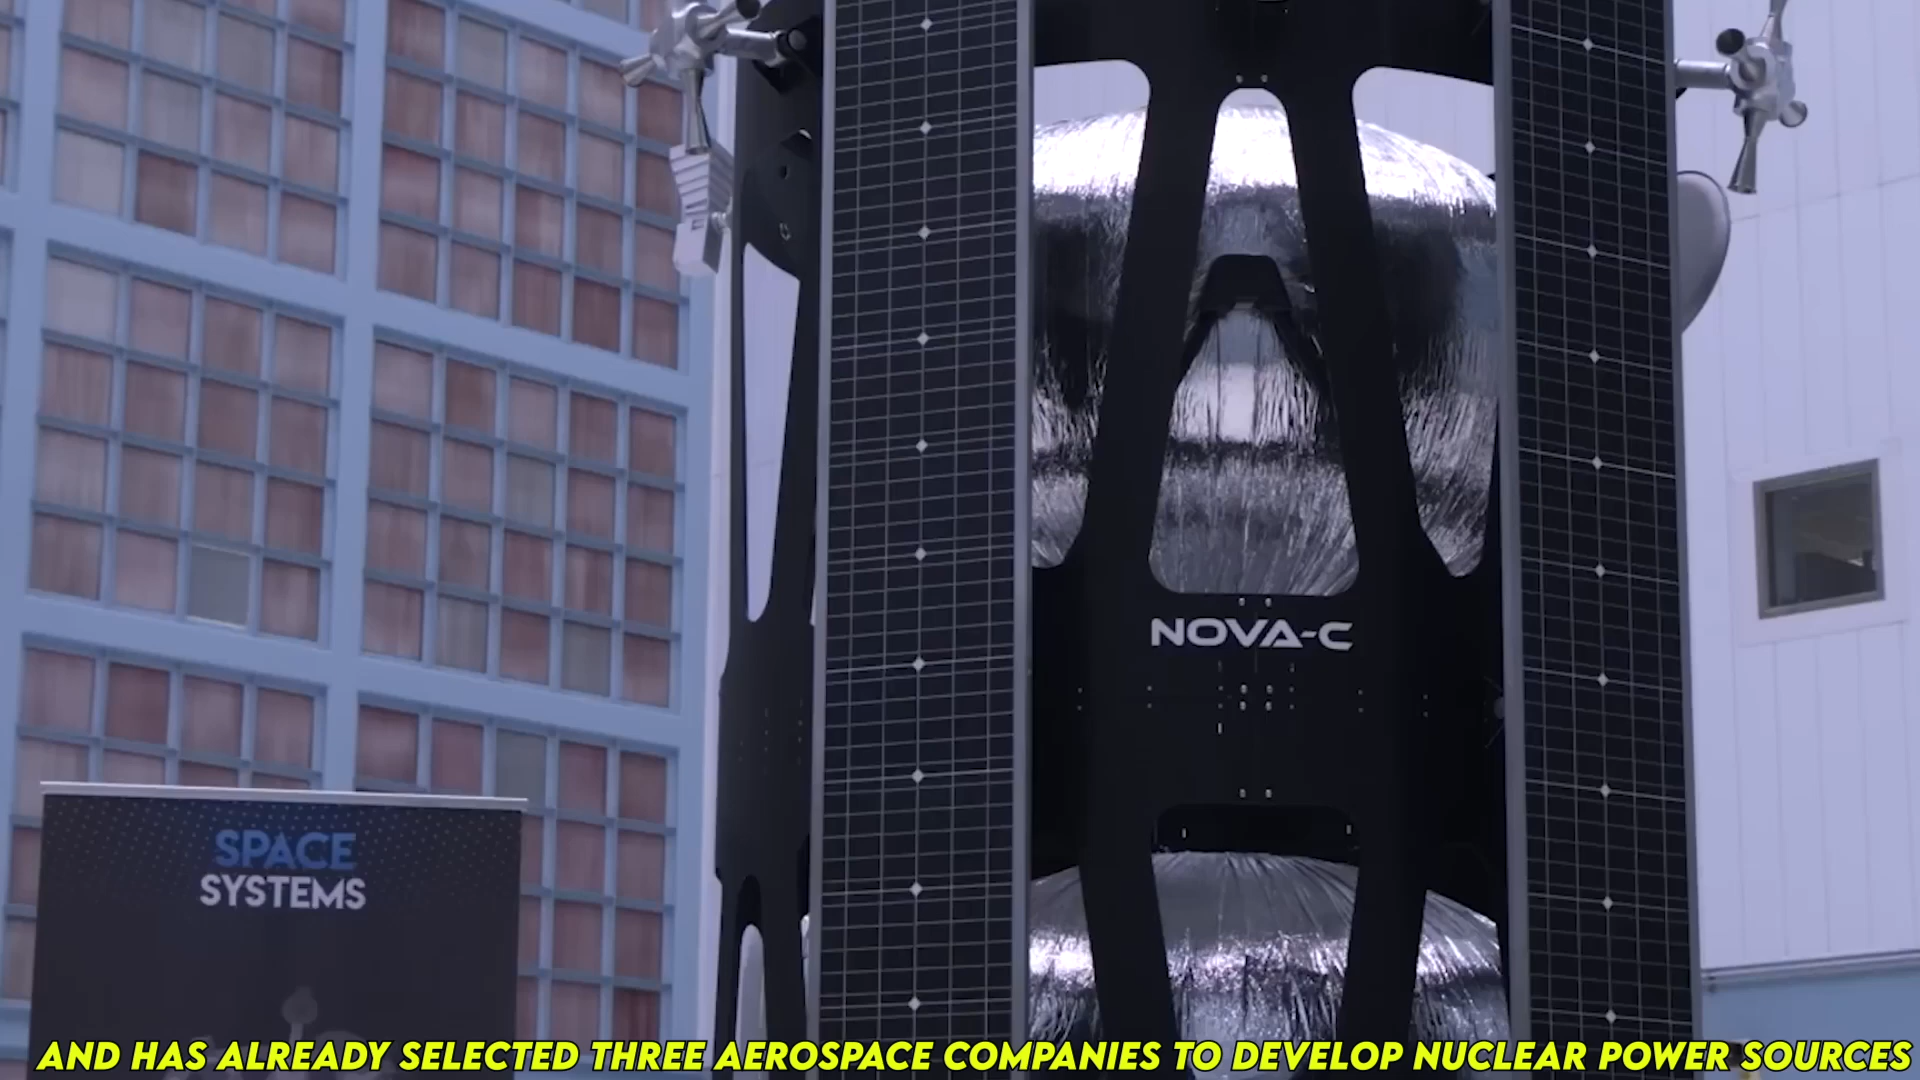 NOVA-C
SPACE
SYSTEMS
AND HAS ALREADY SELECTED THREE AEROSPACE COMPANIES TO DEVELOP NUCLEAR POWER SOURCES